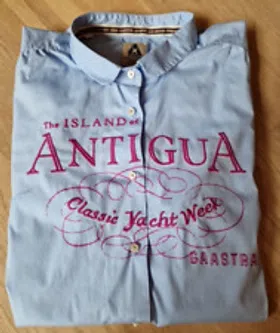 The ISLAND of
ANTIGUA
Classic Yacht Week
GAASTRA